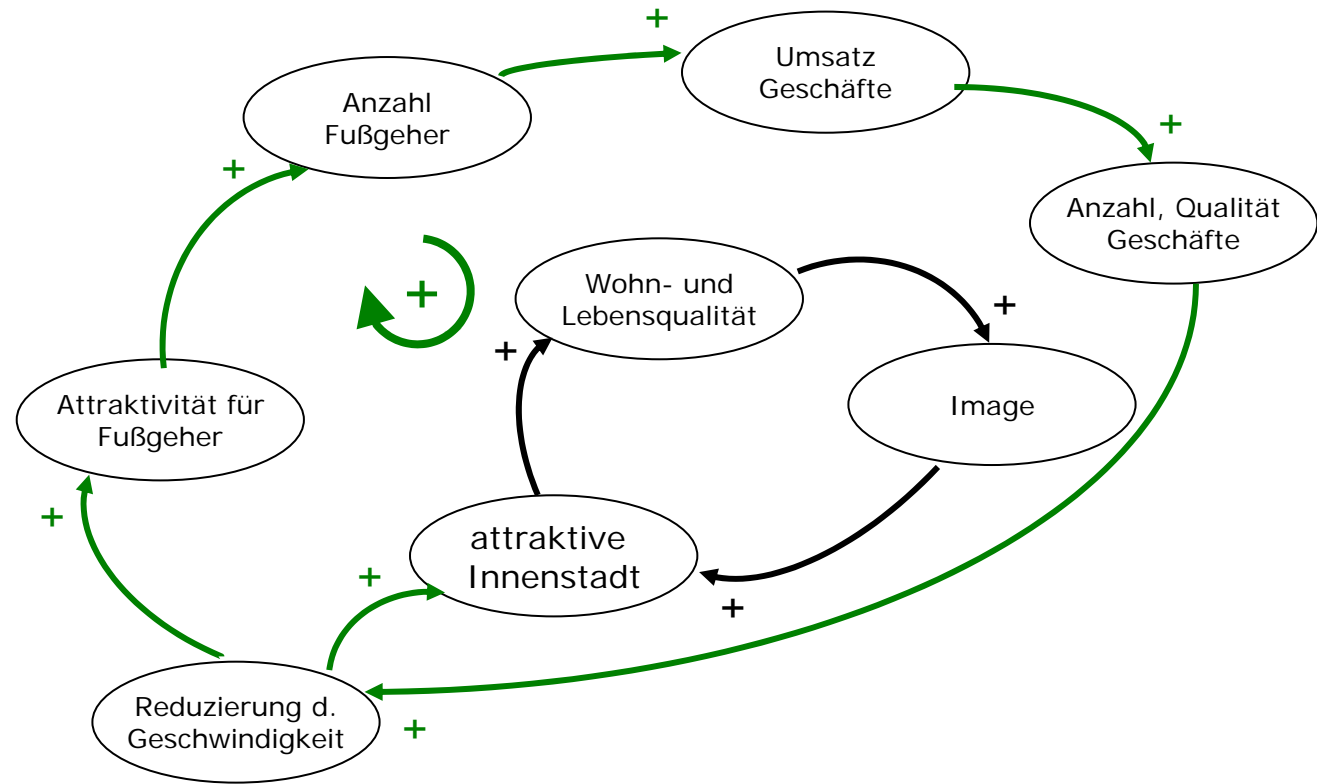 +
Umsatz
Geschäfte
Anzahl
Fußgeher
+
+
Anzahl, Qualität
Geschäfte
+
Wohn- und
Lebensqualität
+
+
+
Attraktivität für
Fußgeher
Image
+
attraktive
Innenstadt
+
+
Reduzierung d.
Geschwindigkeit
+